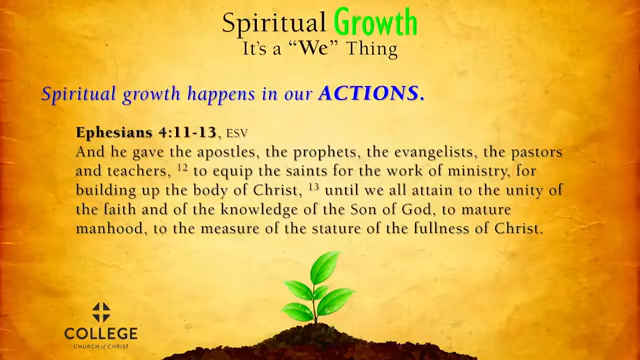 Spiritual Growth
It's a "We" Thing
Spiritual growth happens in our ACTIONS.
Ephesians 4:11-13, ESV
And he gave the apostles, the prophets, the evangelists, the pastors
and teachers, 12 to equip the saints for the work of ministry, for
building up the body of Christ, 13 until we all attain to the unity of
the faith and of the knowledge of the Son of God, to mature
manhood, to the measure of the stature of the fullness of Christ.
COLLEGE
CHURCH of CHRIST